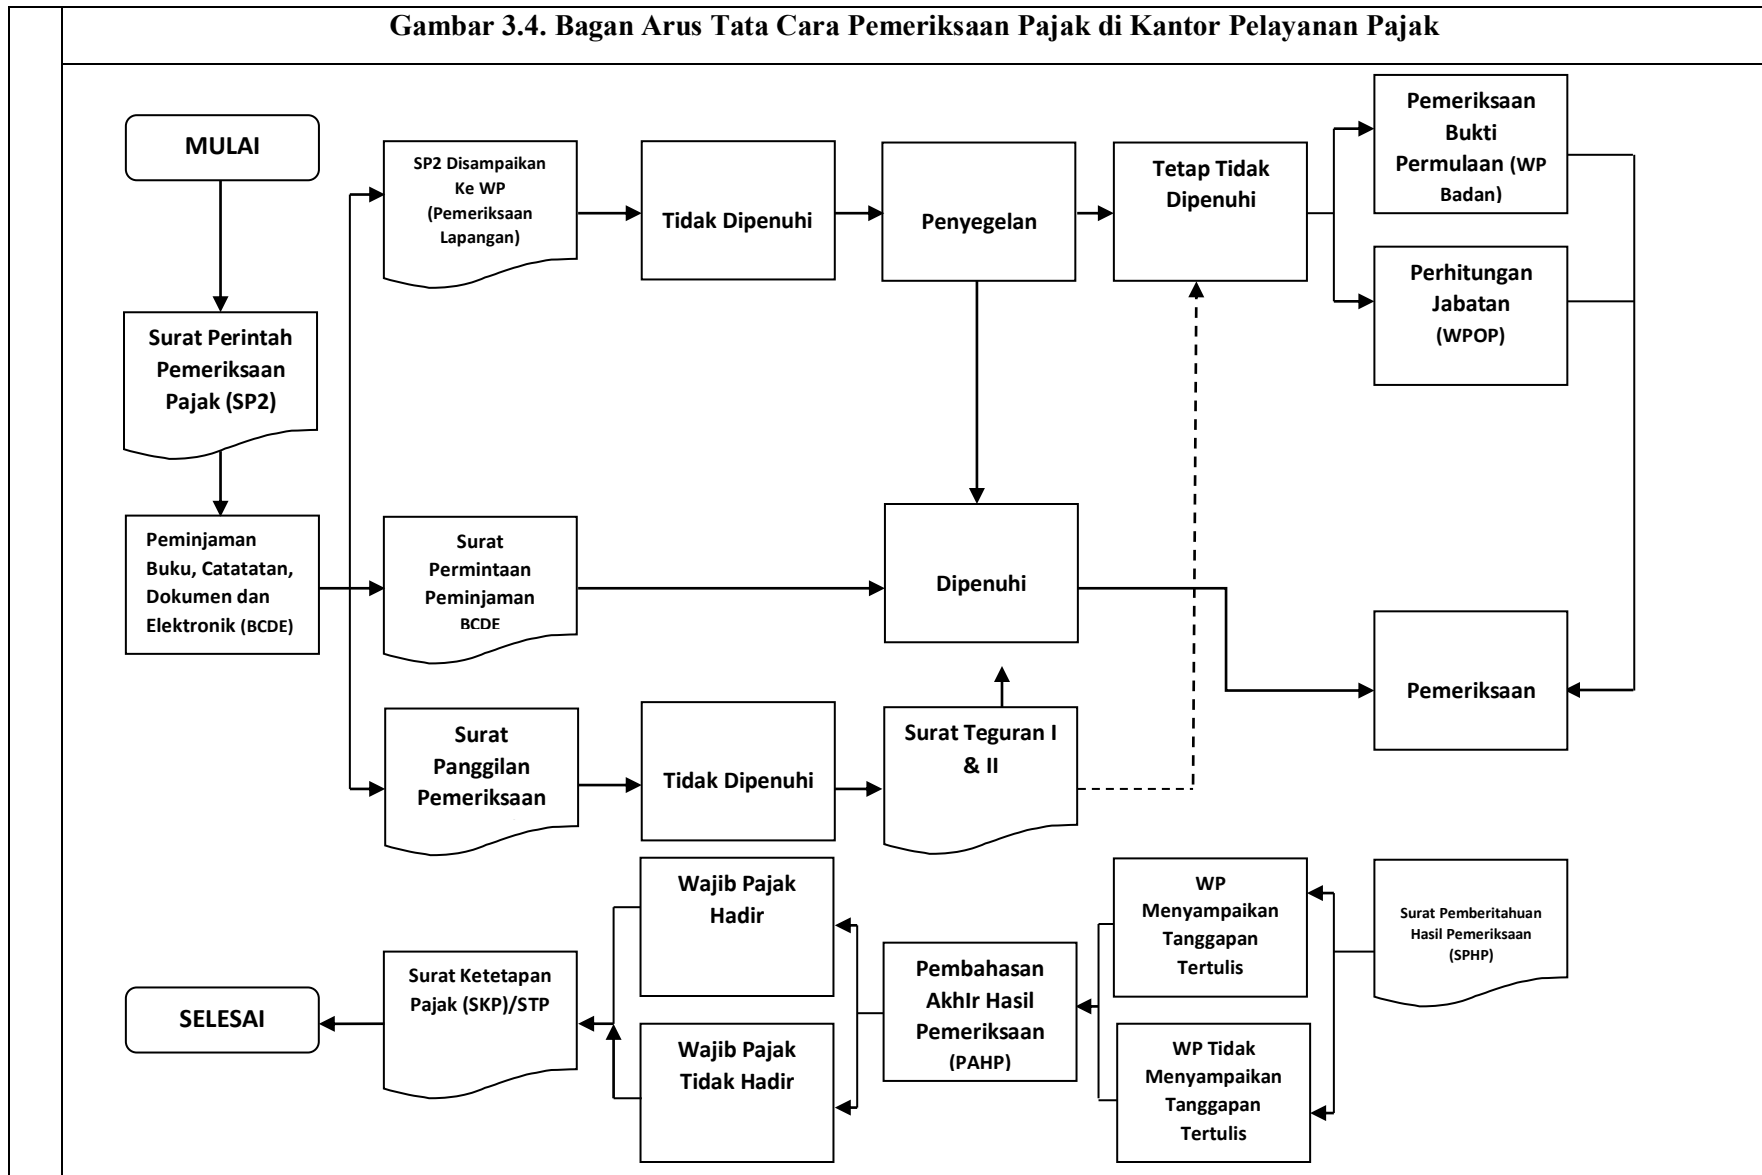 Gambar 3.4. Bagan Arus Tata Cara Pemeriksaan Pajak di Kantor Pelayanan Pajak
MULAI
Surat Perintah
Pemeriksaan
Pajak (SP2)
Peminjaman
Buku, Catatatan,
Dokumen dan
Elektronik (BCDE)
SP2 Disampaikan
Ke WP
(Pemeriksaan
Lapangan)
Tidak Dipenuhi
Penyegelan
Tetap Tidak
Dipenuhi
Pemeriksaan
Bukti
Permulaan (WP
Badan)
Perhitungan
Jabatan
(WPOP)
Surat
Permintaan
Peminjaman
BCDE
Dipenuhi
Pemeriksaan
Surat
Panggilan
Pemeriksaan
Tidak Dipenuhi
Surat Teguran I
& II
Surat Pemberitahuan
Hasil Pemeriksaan
(SPHP)
WP
Menyampaikan
Tanggapan
Tertulis
WP Tidak
Menyampaikan
Tanggapan
Tertulis
Pembahasan
AkhIr Hasil
Pemeriksaan
(PAHP)
Wajib Pajak
Hadir
Wajib Pajak
Tidak Hadir
Surat Ketetapan
Pajak (SKP)/STP
SELESAI